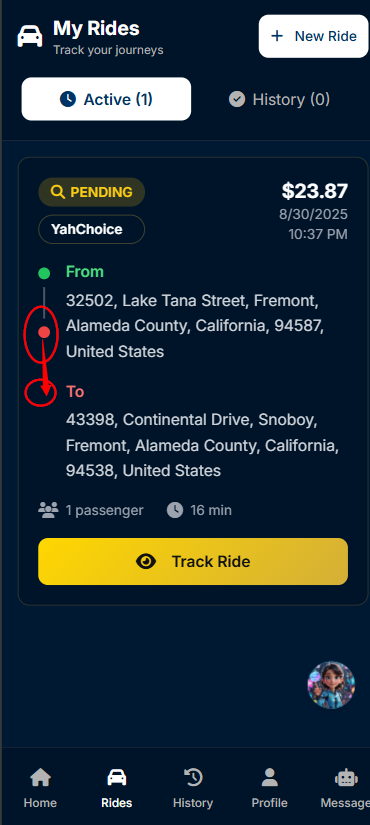 My Rides
Track your journeys
+ New Ride
Active (1)
History (0)
PENDING
$23.87
YahChoice
8/30/2025
10:37 PM
From
32502, Lake Tana Street, Fremont,
Alameda County, California, 94587,
United States
To
43398, Continental Drive, Snoboy,
Fremont, Alameda County, California,
94538, United States
1 passenger
16 min
Track Ride
Home
Rides
History
Profile
Message